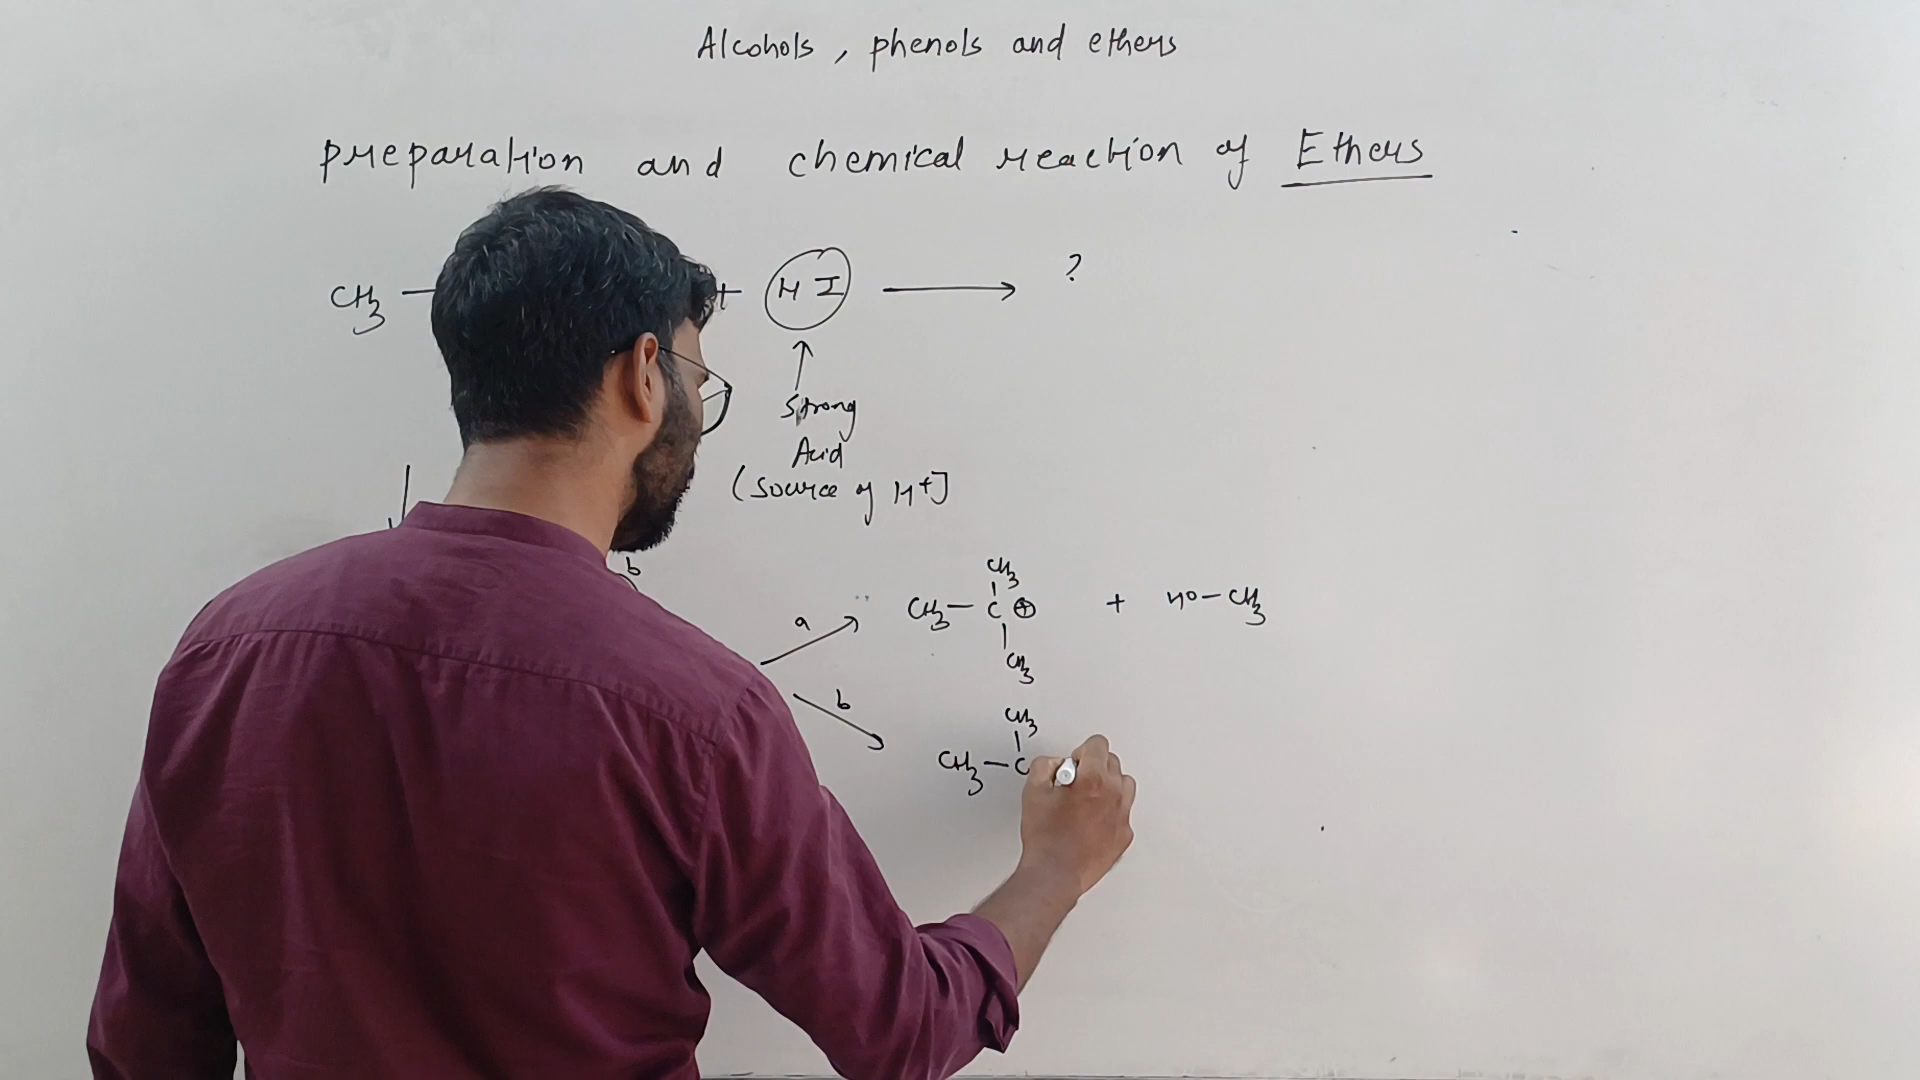 Alcohols, phenols and ethers
preparation and chemical reaction of Ethers
CH3 — + HI ⟶ ?
Strong
Acid
(Source of H+]
b
CH3
a CH3 — C ⊕ + HO — CH3
CH3
b CH3
CH3 — C